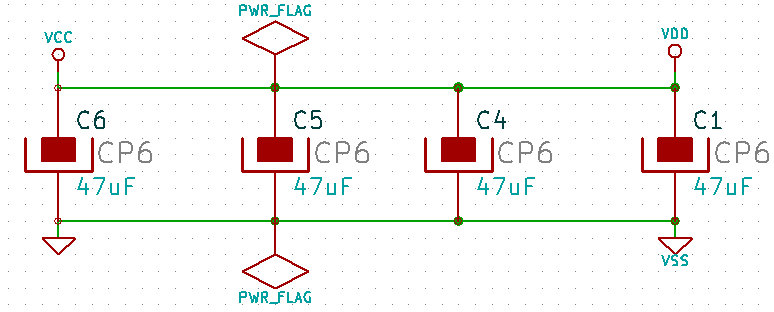 PWR_FLAG
VCC
VDD
C6
C5
C4
C1
CP6
CP6
CP6
CP6
47uF
47uF
47uF
47uF
VSS
PWR_FLAG